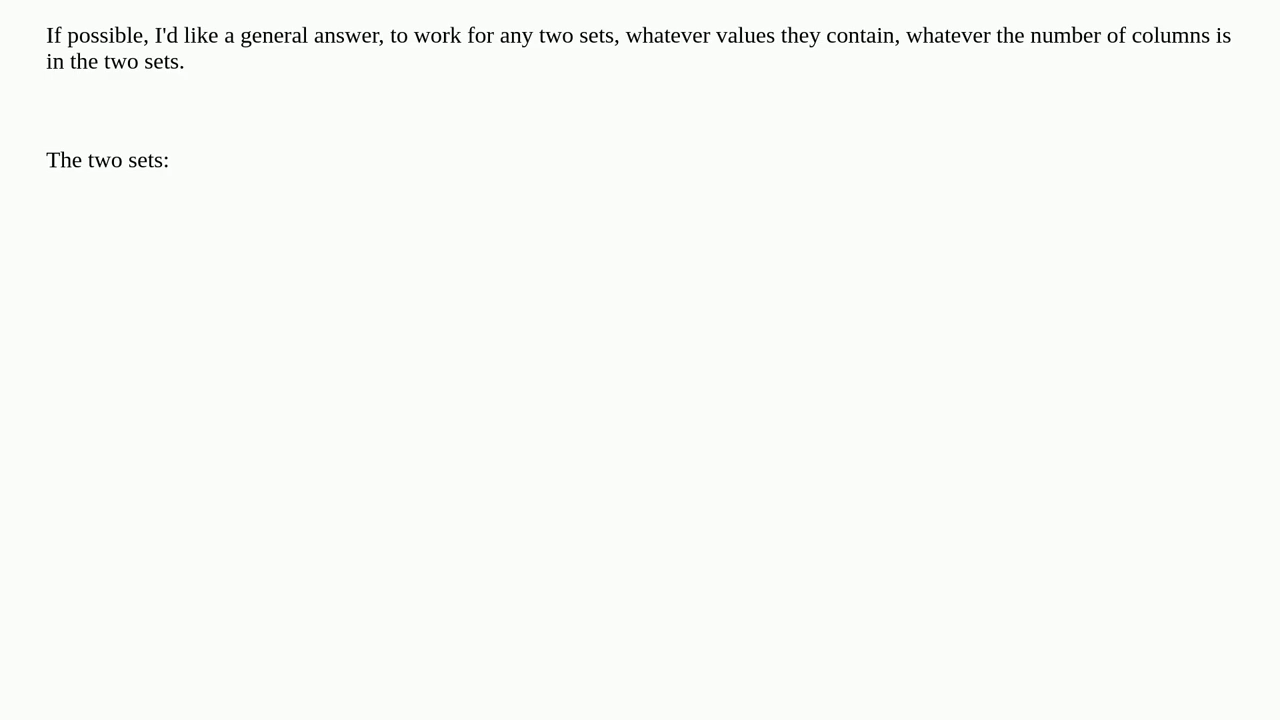 If possible, I'd like a general answer, to work for any two sets, whatever values they contain, whatever the number of columns is
in the two sets.
The two sets: